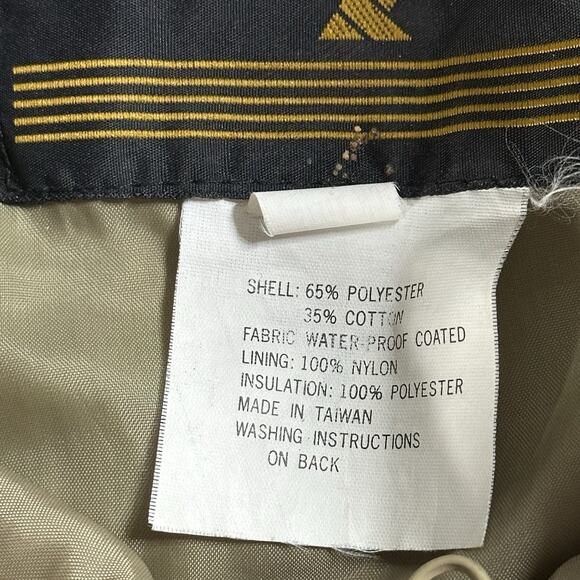 SHELL: 65% POLYESTER
35% COTTON
FABRIC WATER-PROOF COATED
LINING: 100% NYLON
INSULATION: 100% POLYESTER
MADE IN TAIWAN
WASHING INSTRUCTIONS
ON BACK